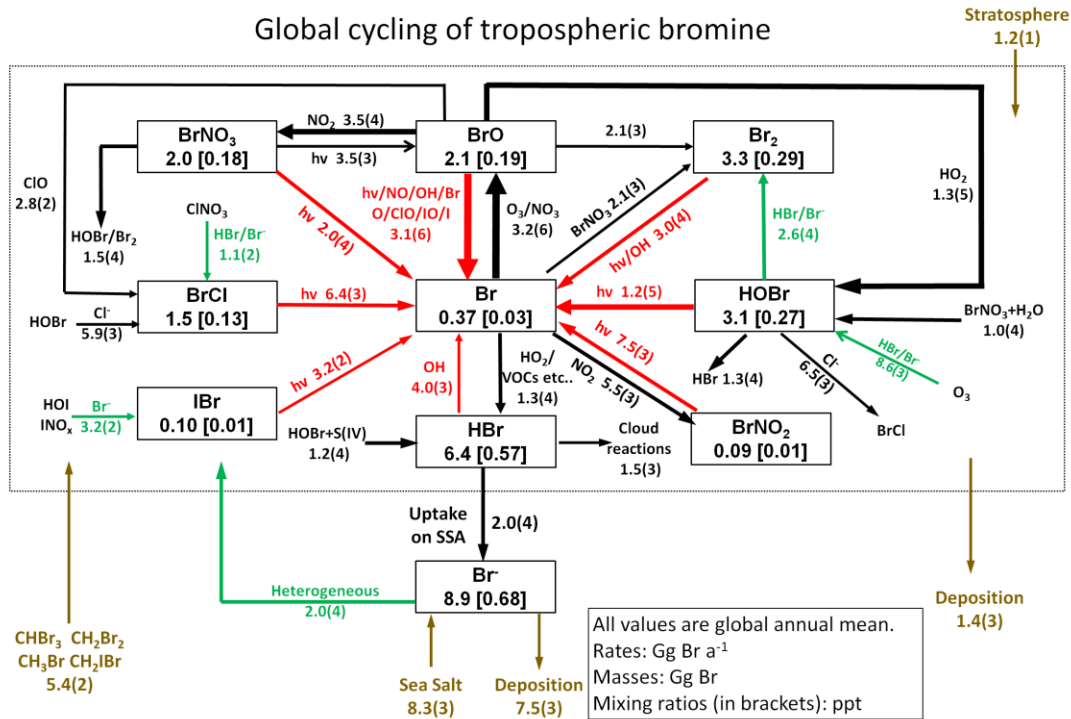 Global cycling of tropospheric bromine
Stratosphere
1.2(1)
BrNO₃
2.0 [0.18]
NO₂ 3.5(4)
hv 3.5(3)
BrO
2.1 [0.19]
2.1(3)
Br₂
3.3 [0.29]
HO₂
1.3(5)
ClO
2.8(2)
HOBr/Br₂
1.5(4)
ClNO₃
HBr/Br⁻
1.1(2)
hv 2.0(4)
hv/NO/OH/Br
O/ClO/IO/I
3.1(6)
O₃/NO₃
3.2(6)
BrNO₃ 2.1(3)
hv/OH 3.0(4)
HBr/Br⁻
2.6(4)
BrCl
1.5 [0.13]
hv 6.4(3)
Br
0.37 [0.03]
hv 1.2(5)
HOBr
3.1 [0.27]
HOBr
Cl⁻
5.9(3)
BrNO₃+H₂O
1.0(4)
HBr/Br⁻
8.6(3)
O₃
HBr 1.3(4)
Cl⁻
6.5(3)
BrCl
hv 3.2(2)
OH
4.0(3)
HO₂/
VOCs etc..
1.3(4)
hv 7.5(3)
NO₂ 5.5(3)
HOI
INOₓ
Br⁻
3.2(2)
IBr
0.10 [0.01]
HOBr+S(IV)
1.2(4)
HBr
6.4 [0.57]
Cloud
reactions
1.5(3)
BrNO₂
0.09 [0.01]
Uptake
on SSA
2.0(4)
Br⁻
8.9 [0.68]
Heterogeneous
2.0(4)
Deposition
1.4(3)
CHBr₃ CH₂Br₂
CH₃Br CH₂IBr
5.4(2)
Sea Salt
8.3(3)
Deposition
7.5(3)
All values are global annual mean.
Rates: Gg Br a⁻¹
Masses: Gg Br
Mixing ratios (in brackets): ppt